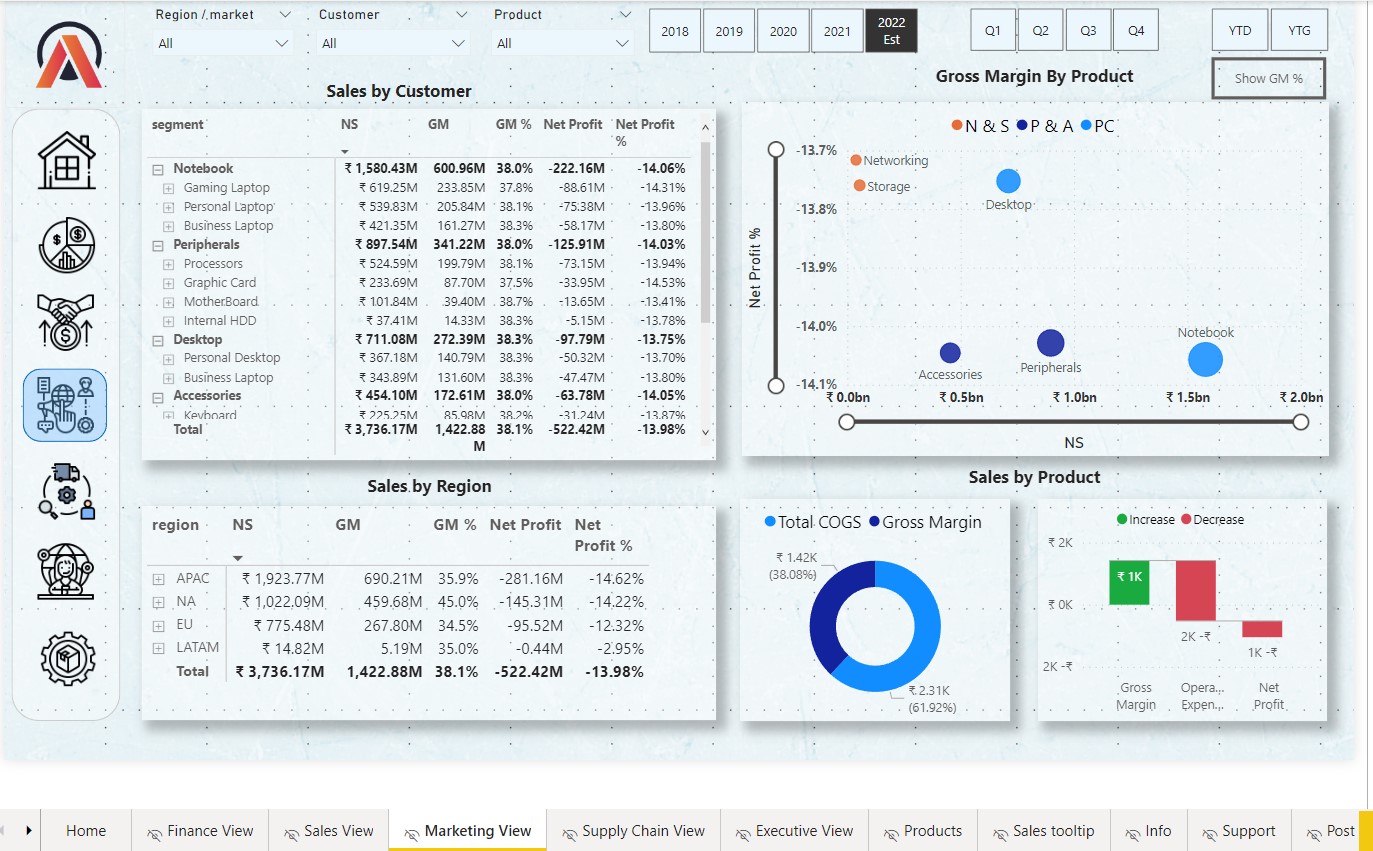 Region / market Customer Product
All All All
2018 2019 2020 2021 2022 Est
Q1 Q2 Q3 Q4
YTD YTG
Show GM %
Sales by Customer
segment NS GM GM % Net Profit Net Profit %
Notebook ₹ 1,580.43M 600.96M 38.0% -222.16M -14.06%
Gaming Laptop ₹ 619.25M 233.85M 37.8% -88.61M -14.31%
Personal Laptop ₹ 539.83M 205.84M 38.1% -75.38M -13.96%
Business Laptop ₹ 421.35M 161.27M 38.3% -58.17M -13.80%
Peripherals ₹ 897.54M 341.22M 38.0% -125.91M -14.03%
Processors ₹ 524.59M 199.79M 38.1% -73.15M -13.94%
Graphic Card ₹ 233.69M 87.70M 37.5% -33.95M -14.53%
MotherBoard ₹ 101.84M 39.40M 38.7% -13.65M -13.41%
Internal HDD ₹ 37.41M 14.33M 38.3% -5.15M -13.78%
Desktop ₹ 711.08M 272.39M 38.3% -97.79M -13.75%
Personal Desktop ₹ 367.18M 140.79M 38.3% -50.32M -13.70%
Business Laptop ₹ 343.89M 131.60M 38.3% -47.47M -13.80%
Accessories ₹ 454.10M 172.61M 38.0% -63.78M -14.05%
Keyboard ₹ 225.25M 85.98M 38.2% -31.24M -13.87%
Total ₹ 3,736.17M 1,422.88M 38.1% -522.42M -13.98%
Gross Margin By Product
N & S P & A PC
Net Profit %
-13.7%
-13.8%
-13.9%
-14.0%
-14.1%
Networking
Storage
Desktop
Notebook
Accessories
Peripherals
₹ 0.0bn ₹ 0.5bn ₹ 1.0bn ₹ 1.5bn ₹ 2.0bn
NS
Sales by Region
region NS GM GM % Net Profit Net Profit %
APAC ₹ 1,923.77M 690.21M 35.9% -281.16M -14.62%
NA ₹ 1,022.09M 459.68M 45.0% -145.31M -14.22%
EU ₹ 775.48M 267.80M 34.5% -95.52M -12.32%
LATAM ₹ 14.82M 5.19M 35.0% -0.44M -2.95%
Total ₹ 3,736.17M 1,422.88M 38.1% -522.42M -13.98%
Sales by Product
Total COGS Gross Margin
₹ 1.42K
(38.08%)
₹ 2.31K
(61.92%)
Increase Decrease
₹ 2K
₹ 0K
2K -₹
₹ 1K
2K -₹
1K -₹
Gross Margin
Opera... Expen...
Net Profit
Home Finance View Sales View Marketing View Supply Chain View Executive View Products Sales tooltip Info Support Post